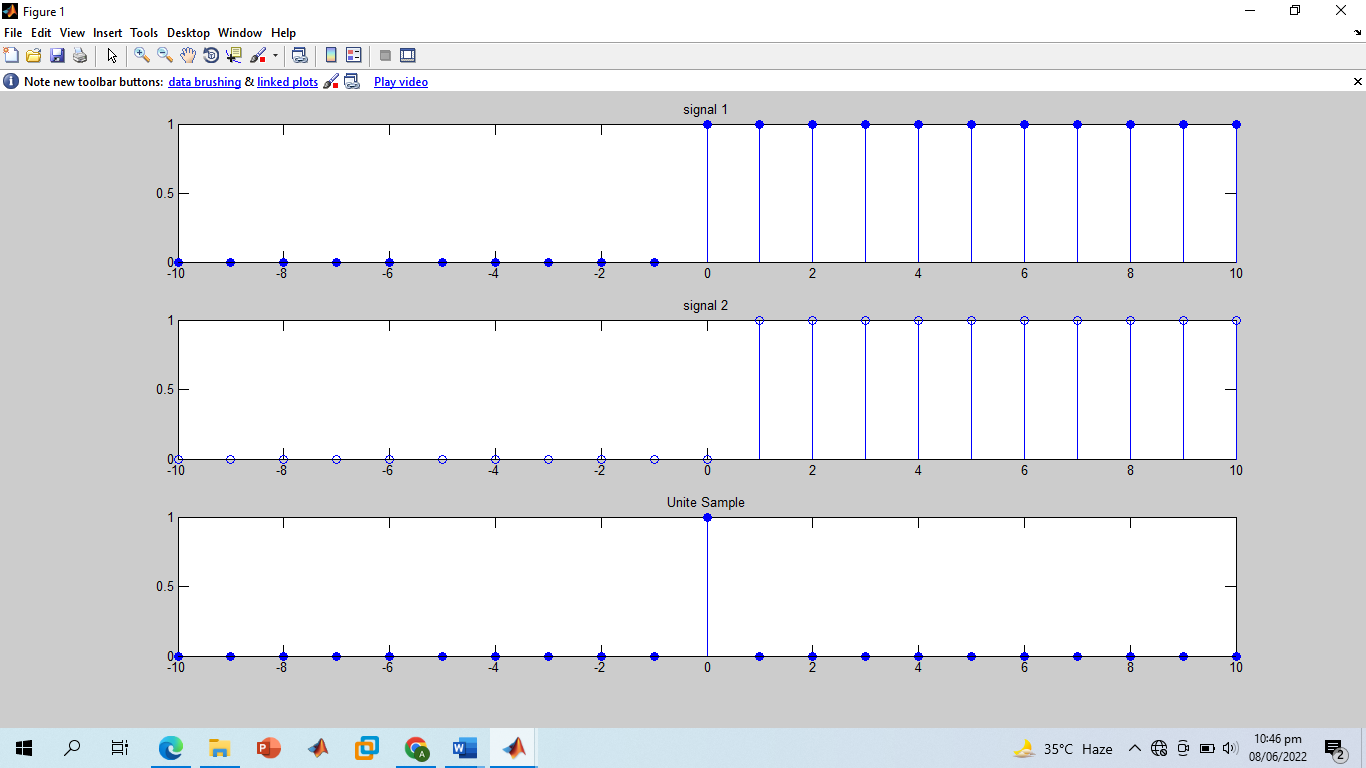 Figure 1
File Edit View Insert Tools Desktop Window Help
Note new toolbar buttons: data brushing & linked plots Play video
signal 1
1
0.5
0
-10 -8 -6 -4 -2 0 2 4 6 8 10
signal 2
1
0.5
0
-10 -8 -6 -4 -2 0 2 4 6 8 10
Unite Sample
1
0.5
0
-10 -8 -6 -4 -2 0 2 4 6 8 10
35°C Haze
10:46 pm
08/06/2022
2